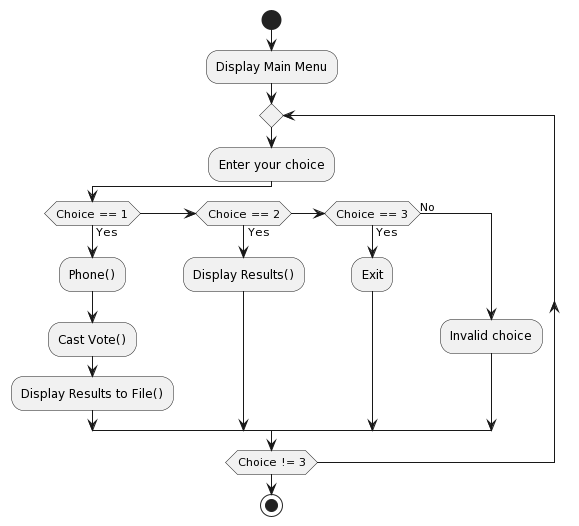 Display Main Menu
Enter your choice
Choice == 1
Choice == 2
Choice == 3
No
Yes
Yes
Yes
Phone()
Display Results()
Exit
Cast Vote()
Invalid choice
Display Results to File()
Choice != 3